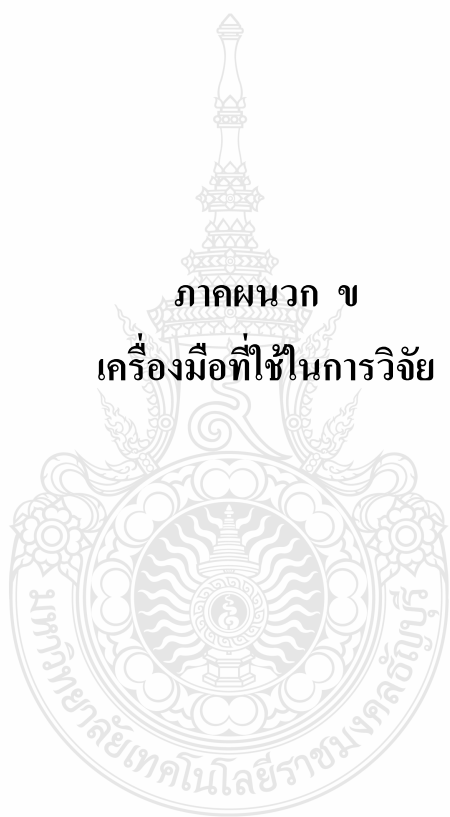 ภาคผนวก ข
เครื่องมือที่ใช้ในการวิจัย
มหาวิทยาลัยเทคโนโลยีราชมงคลธัญบุรี